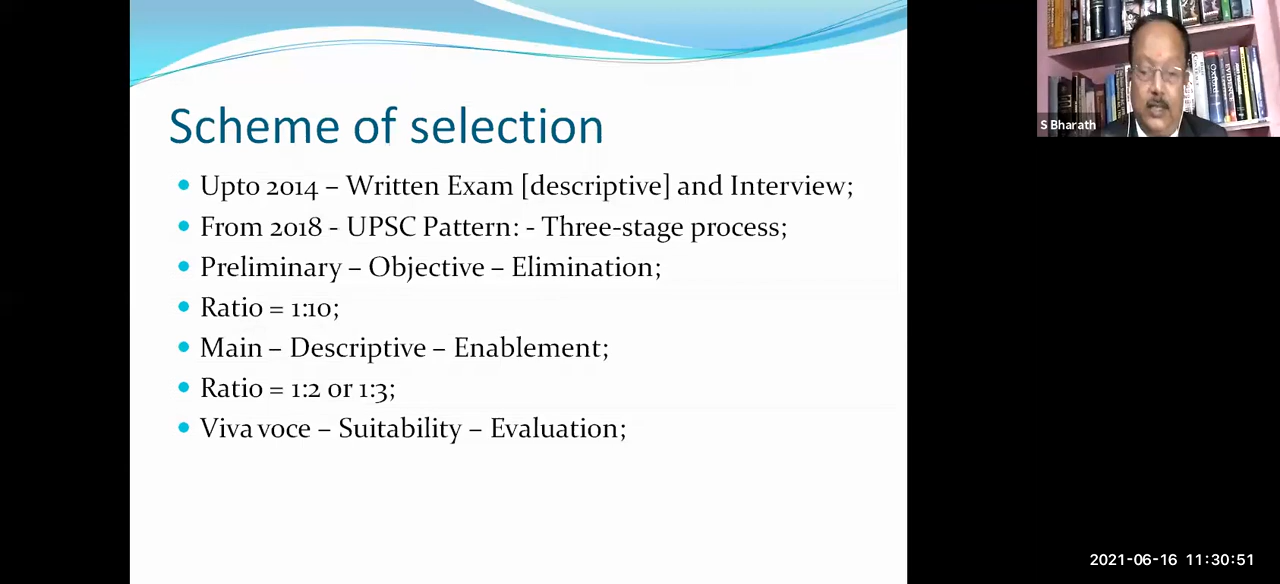 Scheme of selection
Upto 2014 – Written Exam [descriptive] and Interview;
From 2018 - UPSC Pattern: - Three-stage process;
Preliminary – Objective – Elimination;
Ratio = 1:10;
Main – Descriptive – Enablement;
Ratio = 1:2 or 1:3;
Viva voce – Suitability – Evaluation;
Oxford
EVIDENCE
S Bharath
2021-06-16 11:30:51